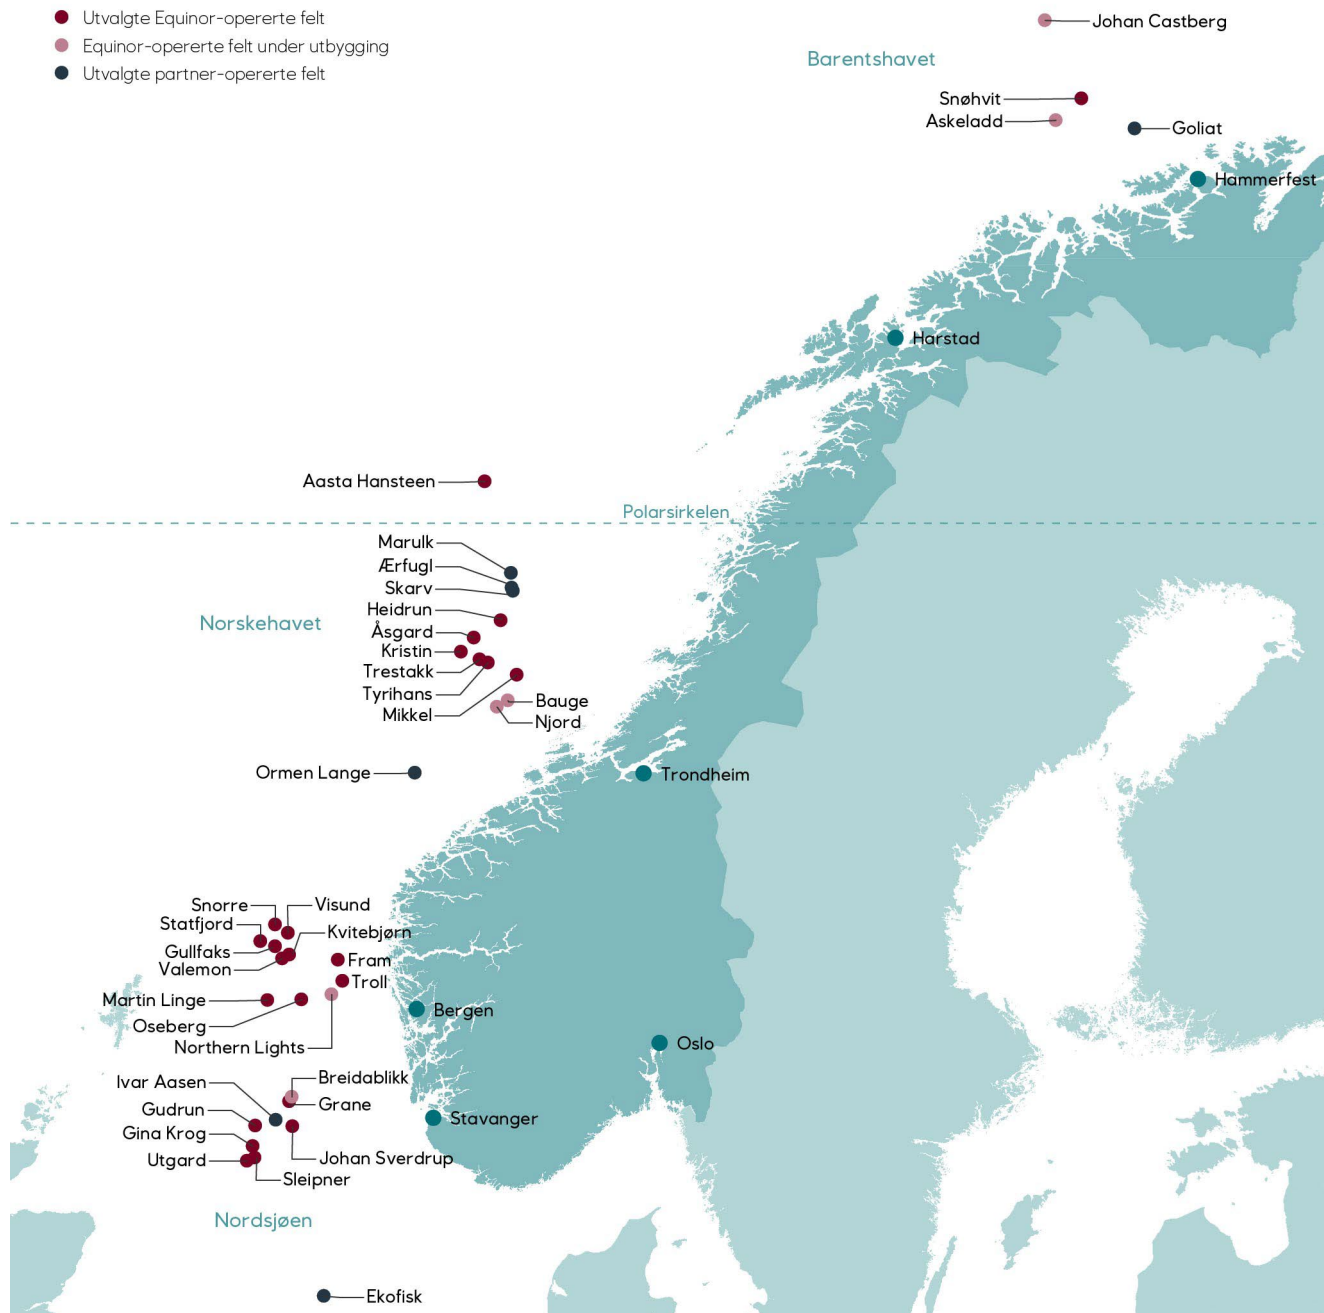 Utvalgte Equinor-opererte felt
Equinor-opererte felt under utbygging
Utvalgte partner-opererte felt
Johan Castberg
Barentshavet
Snøhvit
Askeladd
Goliat
Hammerfest
Harstad
Aasta Hansteen
Polarsirkelen
Marulk
Ærfugl
Skarv
Heidrun
Norskehavet
Åsgard
Kristin
Trestakk
Tyrihans
Mikkel
Bauge
Njord
Ormen Lange
Trondheim
Snorre
Visund
Statfjord
Kvitebjørn
Gullfaks
Valemon
Fram
Troll
Martin Linge
Oseberg
Bergen
Northern Lights
Oslo
Breidablikk
Ivar Aasen
Grane
Gudrun
Stavanger
Gina Krog
Utgard
Johan Sverdrup
Sleipner
Nordsjøen
Ekofisk